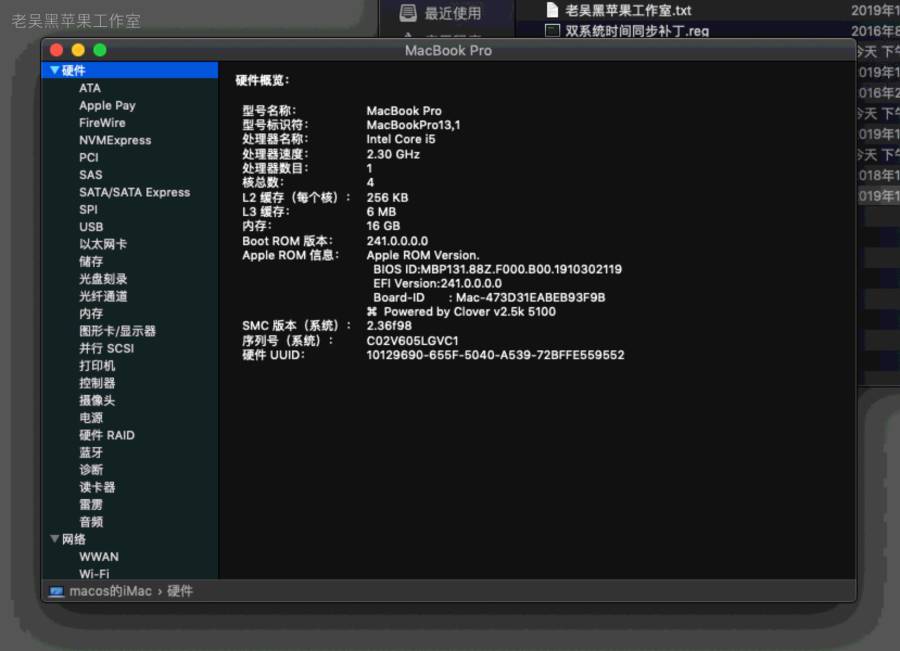 老吴黑苹果工作室
最近使用
老吴黑苹果工作室.txt
2019年1
双系统时间同步补丁.reg
2016年8
MacBook Pro
今天 下午
019年1
016年2
今天 下午
019年1
今天 下午
018年1
019年1
硬件
ATA
Apple Pay
FireWire
NVMExpress
PCI
SAS
SATA/SATA Express
SPI
USB
以太网卡
储存
光盘刻录
光纤通道
内存
图形卡/显示器
并行 SCSI
打印机
控制器
摄像头
电源
硬件 RAID
蓝牙
诊断
读卡器
雷雳
音频
网络
WWAN
Wi-Fi
硬件概览：
型号名称： MacBook Pro
型号标识符： MacBookPro13,1
处理器名称： Intel Core i5
处理器速度： 2.30 GHz
处理器数目： 1
核总数： 4
L2 缓存（每个核）： 256 KB
L3 缓存： 6 MB
内存： 16 GB
Boot ROM 版本： 241.0.0.0.0
Apple ROM 信息： Apple ROM Version.
BIOS ID:MBP131.88Z.F000.B00.1910302119
EFI Version:241.0.0.0.0
Board-ID : Mac-473D31EABEB93F9B
⌘ Powered by Clover v2.5k 5100
SMC 版本（系统）： 2.36f98
序列号（系统）： C02V605LGVC1
硬件 UUID： 10129690-655F-5040-A539-72BFFE559552
macos的iMac › 硬件